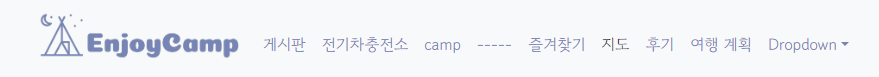 EnjoyCamp 게시판 전기차충전소 camp ----- 즐겨찾기 지도 후기 여행 계획 Dropdown